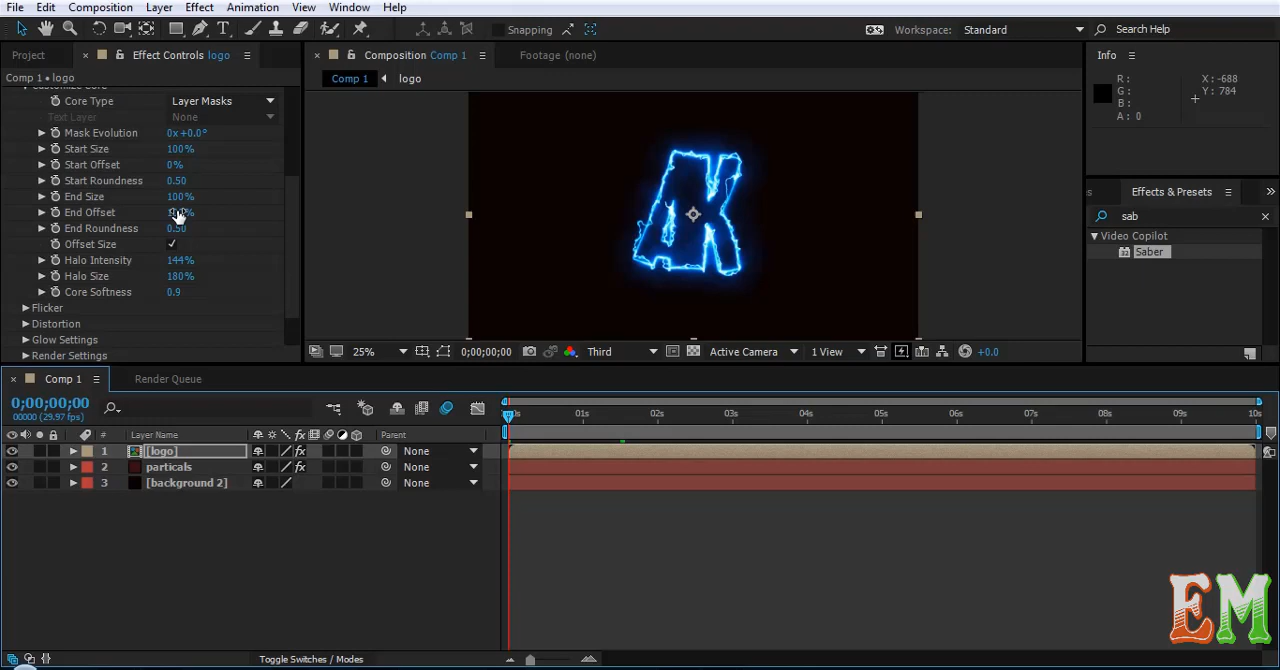 File Edit Composition Layer Effect Animation View Window Help
Snapping Workspace: Standard Search Help
Project × Effect Controls logo Composition Comp 1 Footage (none) Info
Comp 1 • logo Comp 1 logo
Core Type Layer Masks
Text Layer None
Mask Evolution 0x+0.0°
Start Size 100%
Start Offset 0%
Start Roundness 0.50
End Size 100%
End Offset
End Roundness 0.50
Offset Size
Halo Intensity 144%
Halo Size 180%
Core Softness 0.9
Flicker
Distortion
Glow Settings
Render Settings
AK
25% 0;00;00;00 Third Active Camera 1 View +0.0
R :
G :
B :
A : 0
X : -688
Y : 784
Effects & Presets
sab
Video Copilot
32 Saber
Comp 1 Render Queue
0;00;00;00
00000 (29.97 fps)
01s 02s 03s 04s 05s 06s 07s 08s 09s 10s
# Layer Name Parent
1 [logo] fx None
2 particals fx None
3 [background 2] None
Toggle Switches / Modes
EM